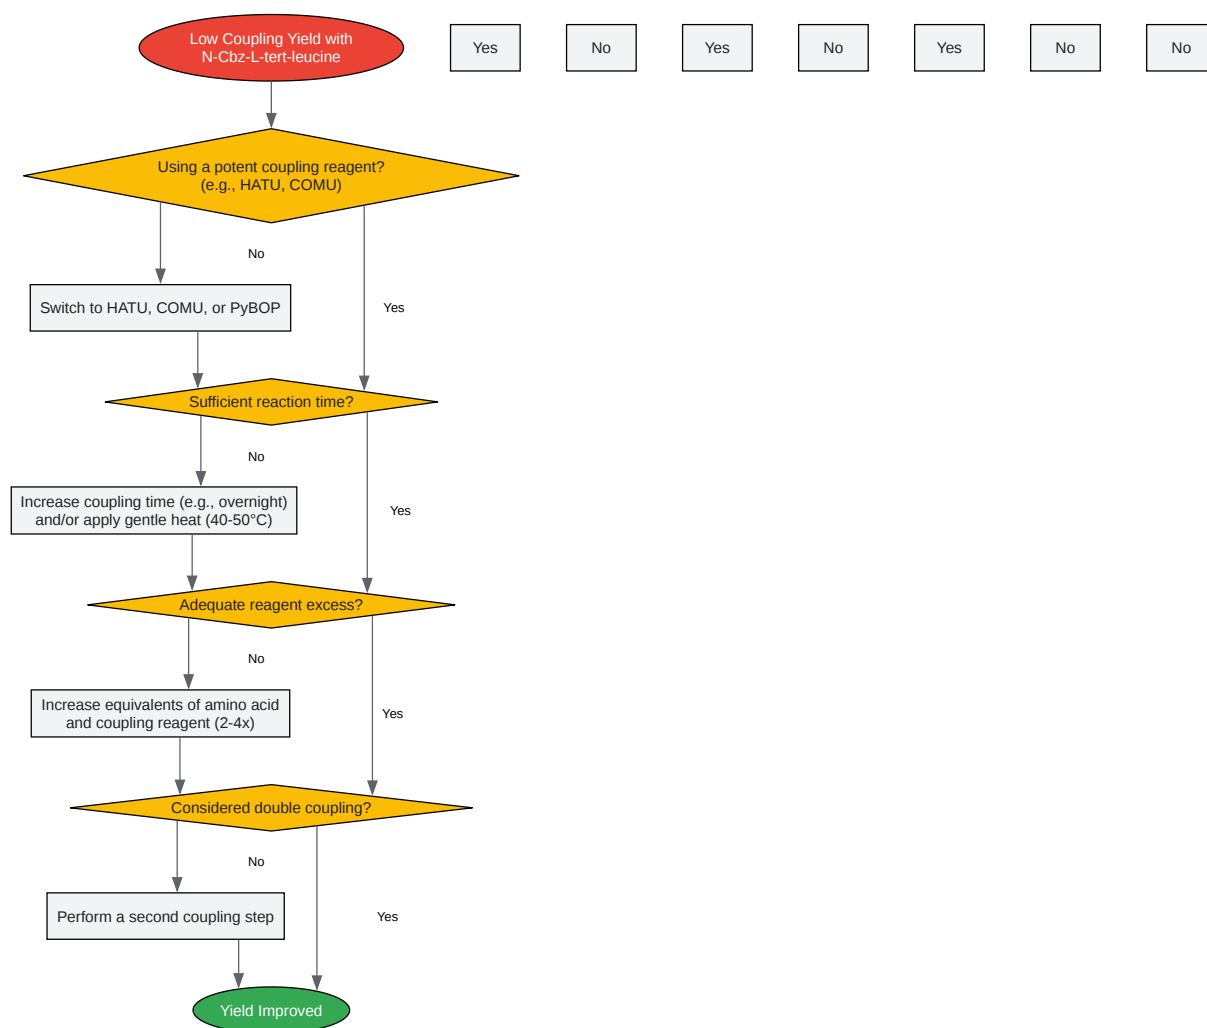 Low Coupling Yield with
N-Cbz-L-tert-leucine
Yes
No
Yes
No
Yes
No
No
Using a potent coupling reagent?
(e.g., HATU, COMU)
No
Switch to HATU, COMU, or PyBOP
Yes
Sufficient reaction time?
No
Increase coupling time (e.g., overnight)
and/or apply gentle heat (40-50°C)
Yes
Adequate reagent excess?
No
Increase equivalents of amino acid
and coupling reagent (2-4x)
Yes
Considered double coupling?
No
Perform a second coupling step
Yes
Yield Improved